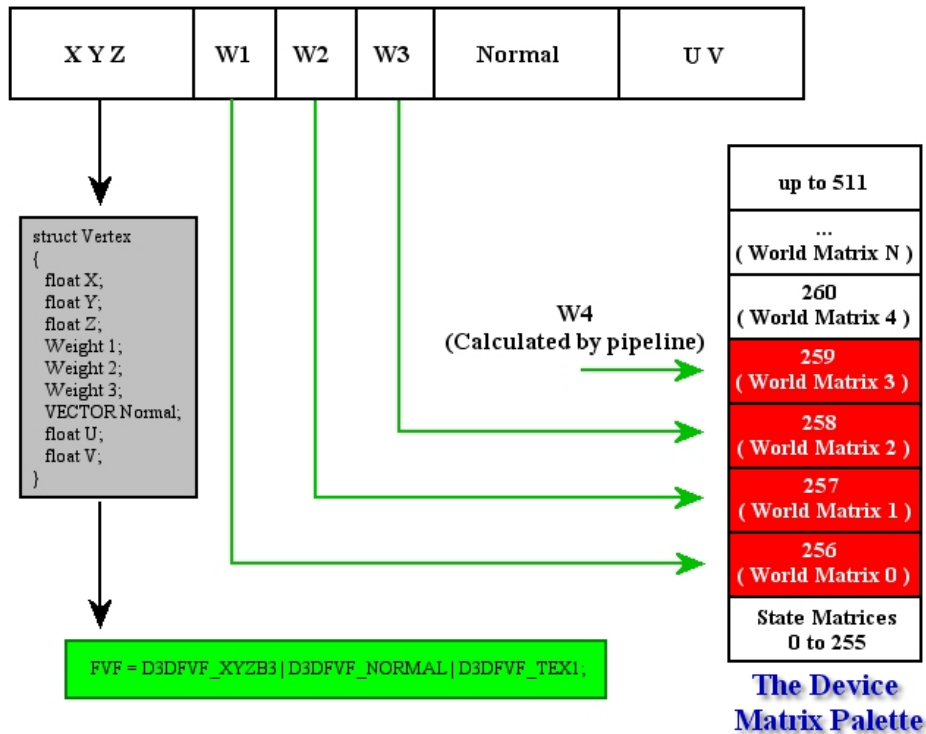 X Y Z
W1
W2
W3
Normal
U V
struct Vertex
{
float X;
float Y;
float Z;
Weight 1;
Weight 2;
Weight 3;
VECTOR Normal;
float U;
float V;
}
FVF = D3DFVF_XYZB3 | D3DFVF_NORMAL | D3DFVF_TEX1;
W4
(Calculated by pipeline)
up to 511
...
( World Matrix N )
260
( World Matrix 4 )
259
( World Matrix 3 )
258
( World Matrix 2 )
257
( World Matrix 1 )
256
( World Matrix 0 )
State Matrices
0 to 255
The Device
Matrix Palette